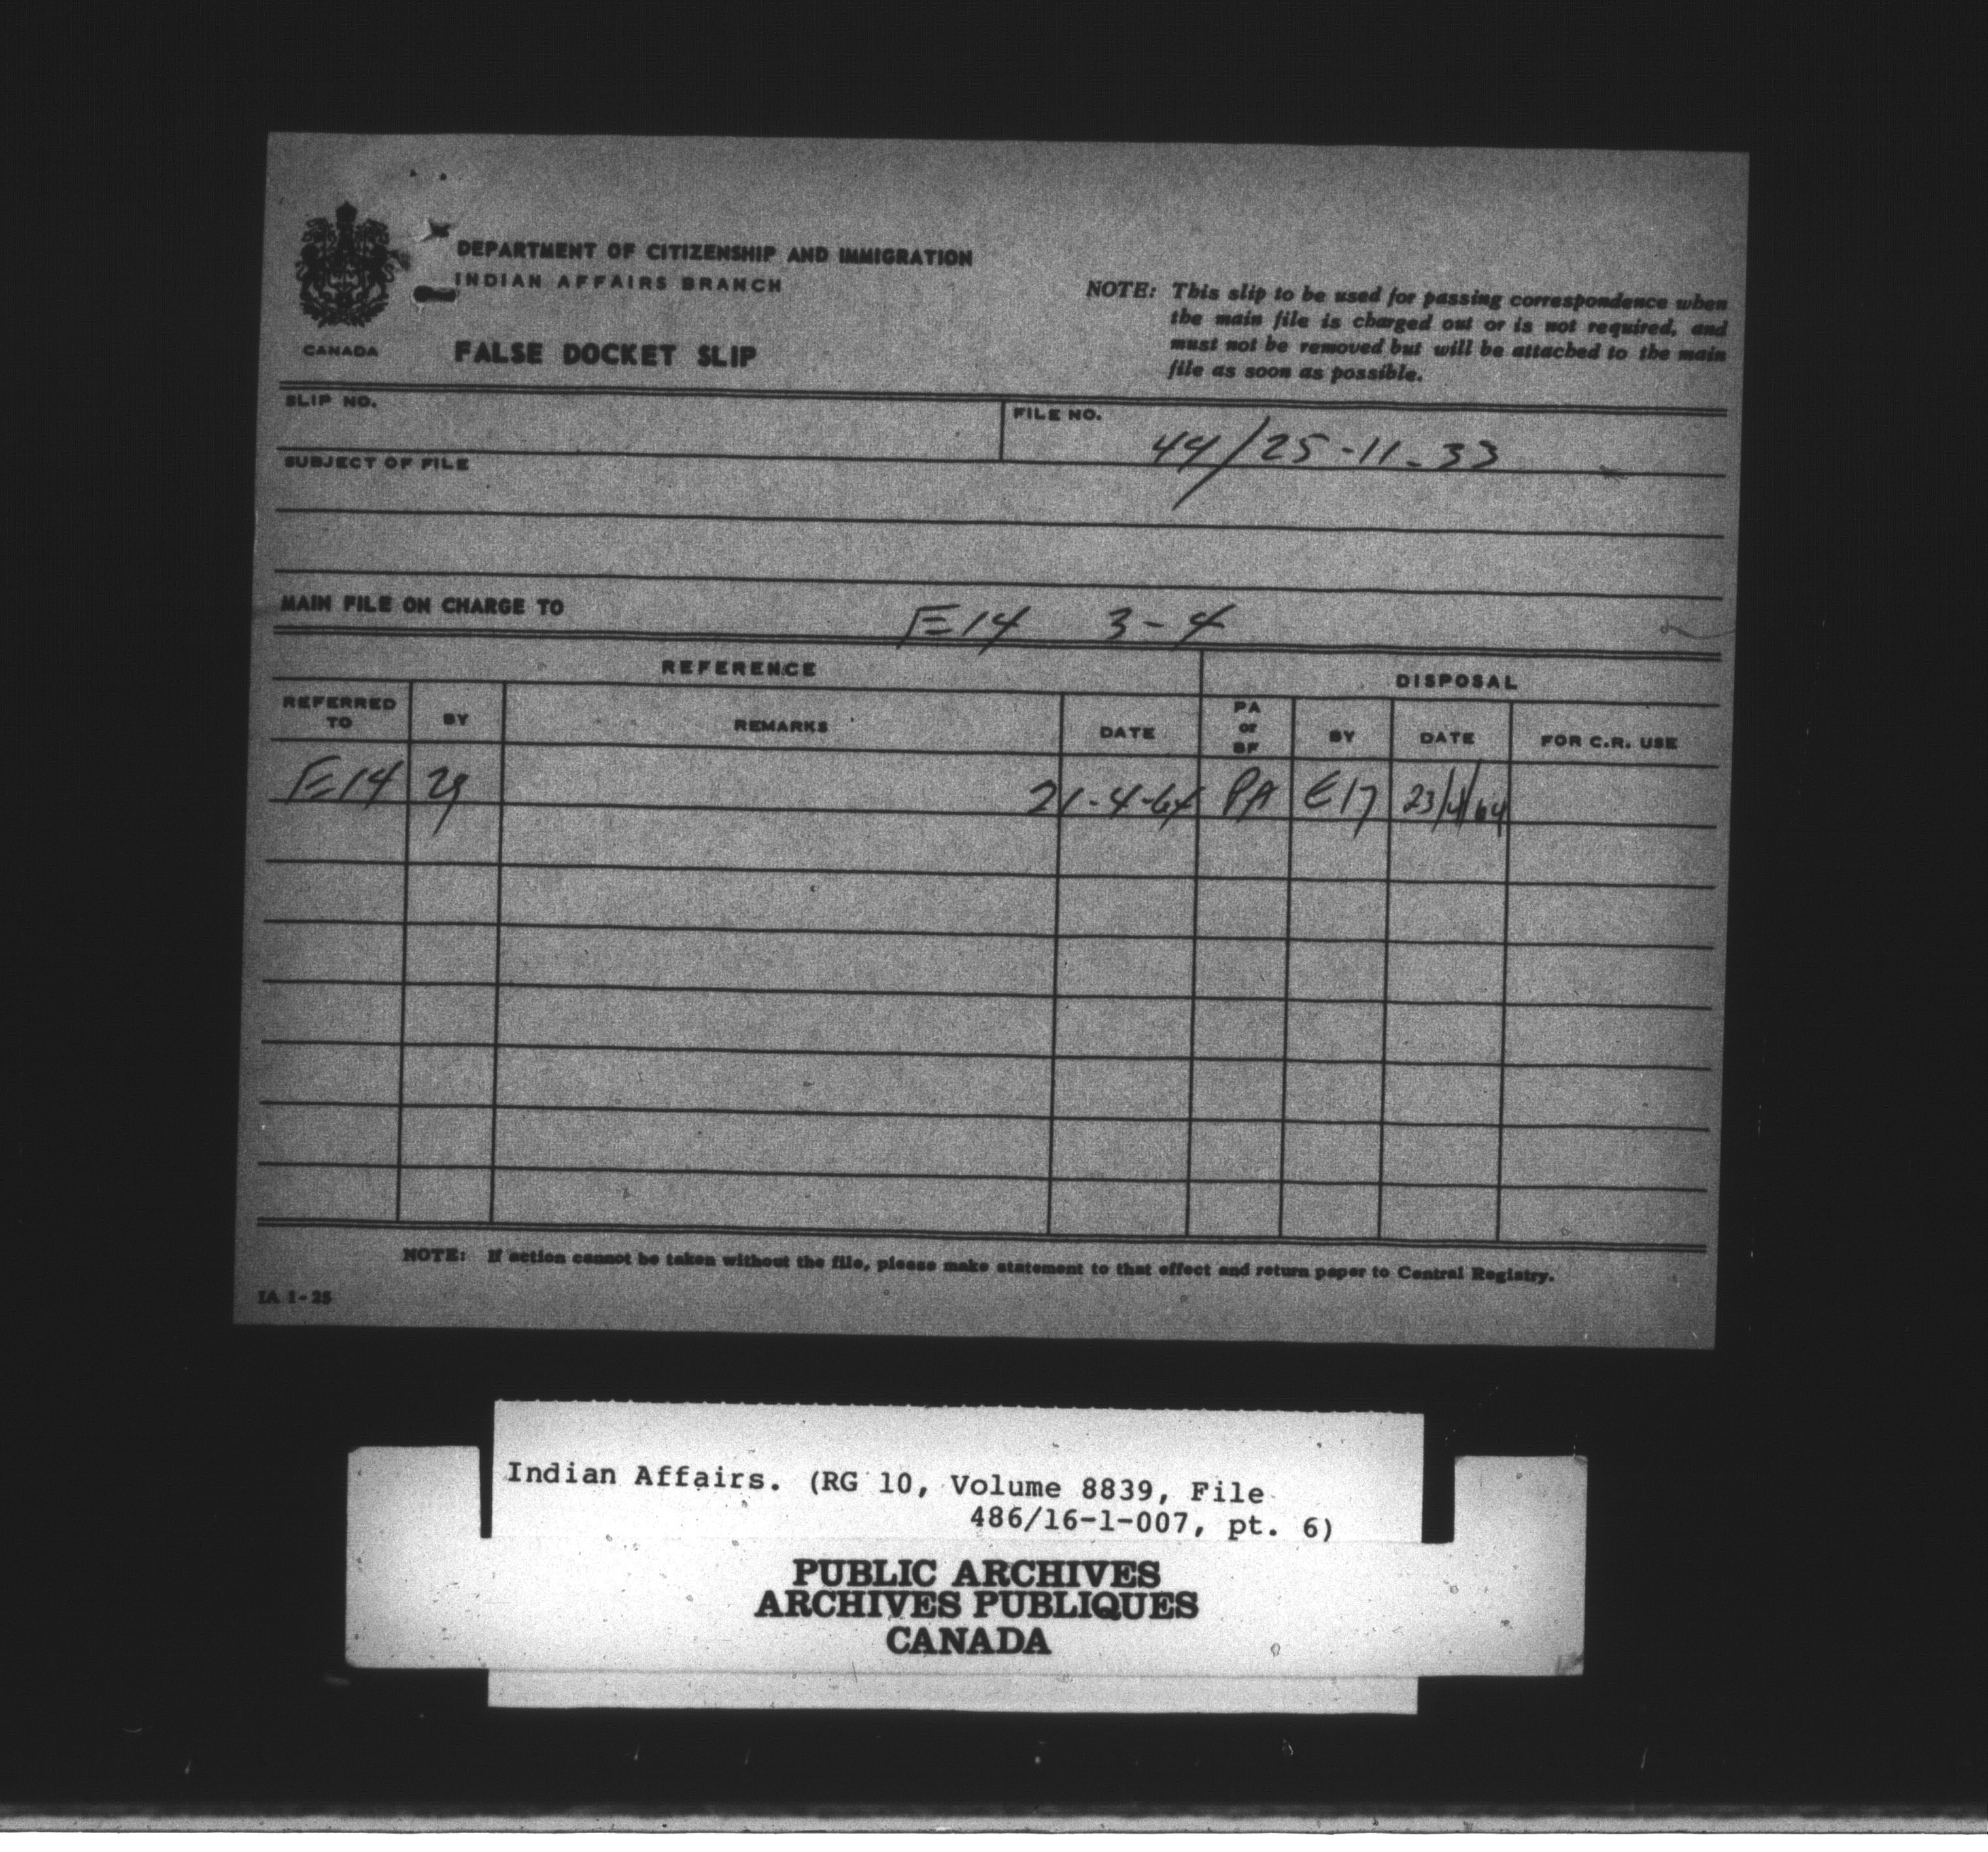 DEPARTMENT OF CITIZENSHIP AND IMMIGRATION
INDIAN AFFAIRS BRANCH
CANADA
FALSE DOCKET SLIP
NOTE: This slip to be used for passing correspondence when
the main file is charged out or is not required, and
must not be removed but will be attached to the main
file as soon as possible.
SLIP NO.
FILE NO.
44/25-11-33
SUBJECT OF FILE
MAIN FILE ON CHARGE TO E14 3-4
REFERENCE
DISPOSAL
REFERRED
TO
BY
REMARKS
DATE
PA
or
BF
BY
DATE
FOR C.R. USE
E14 21-4-64 PA E17 23/4/64
NOTE: If action cannot be taken without the file, please make statement to that effect and return paper to Central Registry.
IA 1-25
Indian Affairs. (RG 10, Volume 8839, File
486/16-1-007, pt. 6)
PUBLIC ARCHIVES
ARCHIVES PUBLIQUES
CANADA